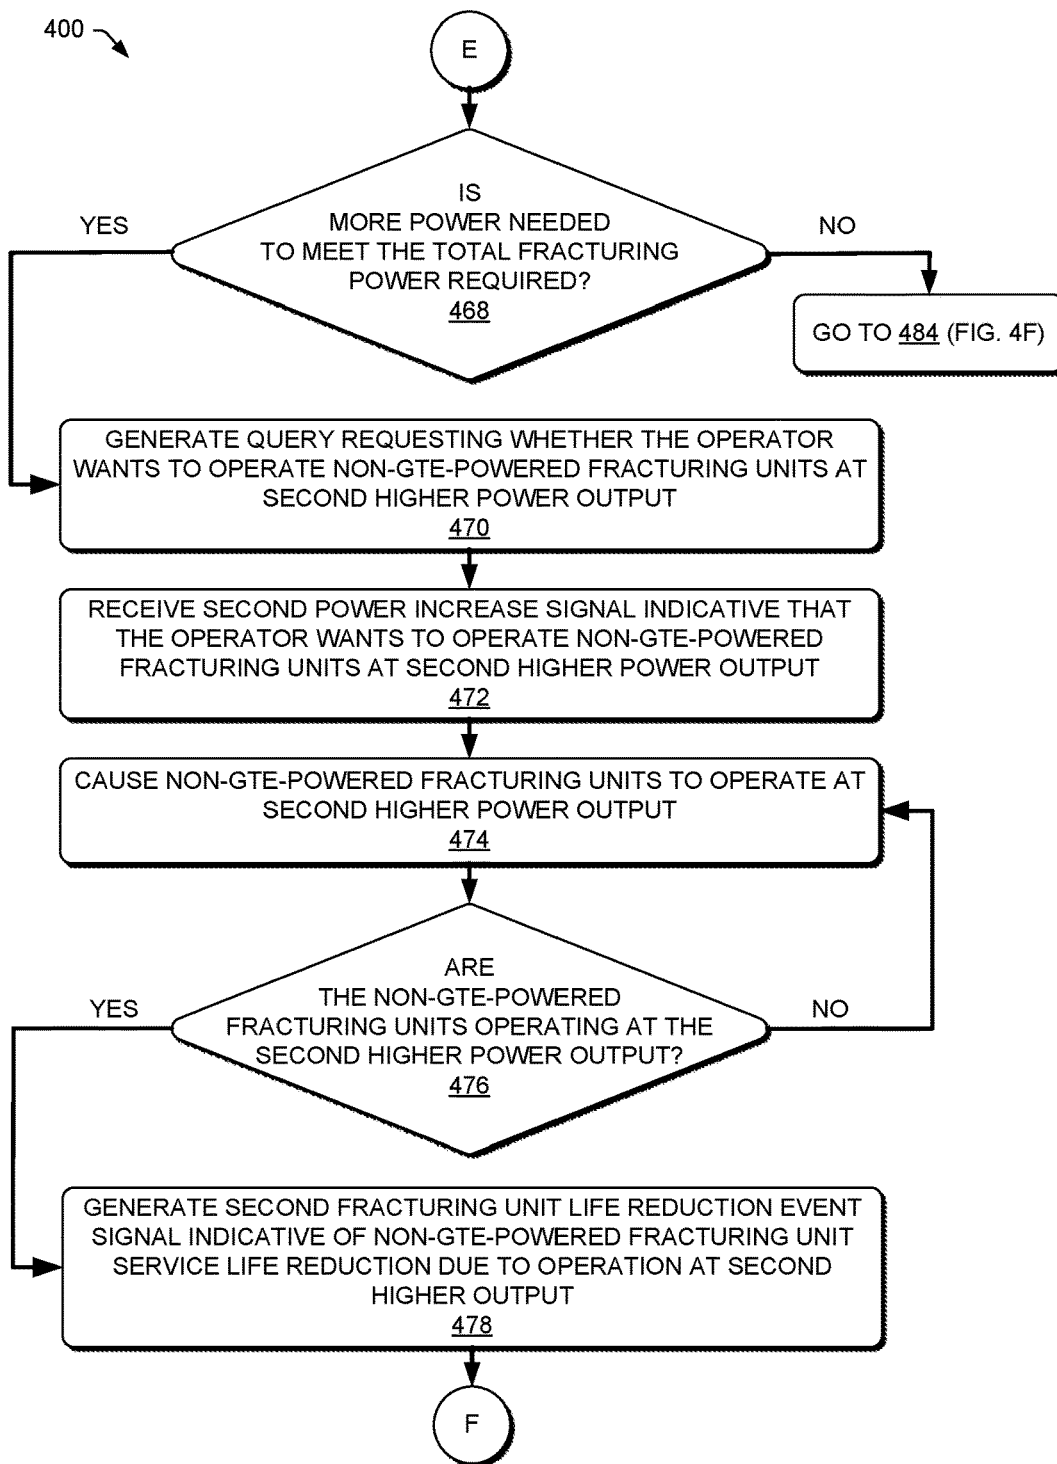 400
E
IS
MORE POWER NEEDED
TO MEET THE TOTAL FRACTURING
POWER REQUIRED?
468
YES
NO
GO TO 484 (FIG. 4F)
GENERATE QUERY REQUESTING WHETHER THE OPERATOR
WANTS TO OPERATE NON-GTE-POWERED FRACTURING UNITS AT
SECOND HIGHER POWER OUTPUT
470
RECEIVE SECOND POWER INCREASE SIGNAL INDICATIVE THAT
THE OPERATOR WANTS TO OPERATE NON-GTE-POWERED
FRACTURING UNITS AT SECOND HIGHER POWER OUTPUT
472
CAUSE NON-GTE-POWERED FRACTURING UNITS TO OPERATE AT
SECOND HIGHER POWER OUTPUT
474
ARE
THE NON-GTE-POWERED
FRACTURING UNITS OPERATING AT THE
SECOND HIGHER POWER OUTPUT?
476
YES
NO
GENERATE SECOND FRACTURING UNIT LIFE REDUCTION EVENT
SIGNAL INDICATIVE OF NON-GTE-POWERED FRACTURING UNIT
SERVICE LIFE REDUCTION DUE TO OPERATION AT SECOND
HIGHER OUTPUT
478
F